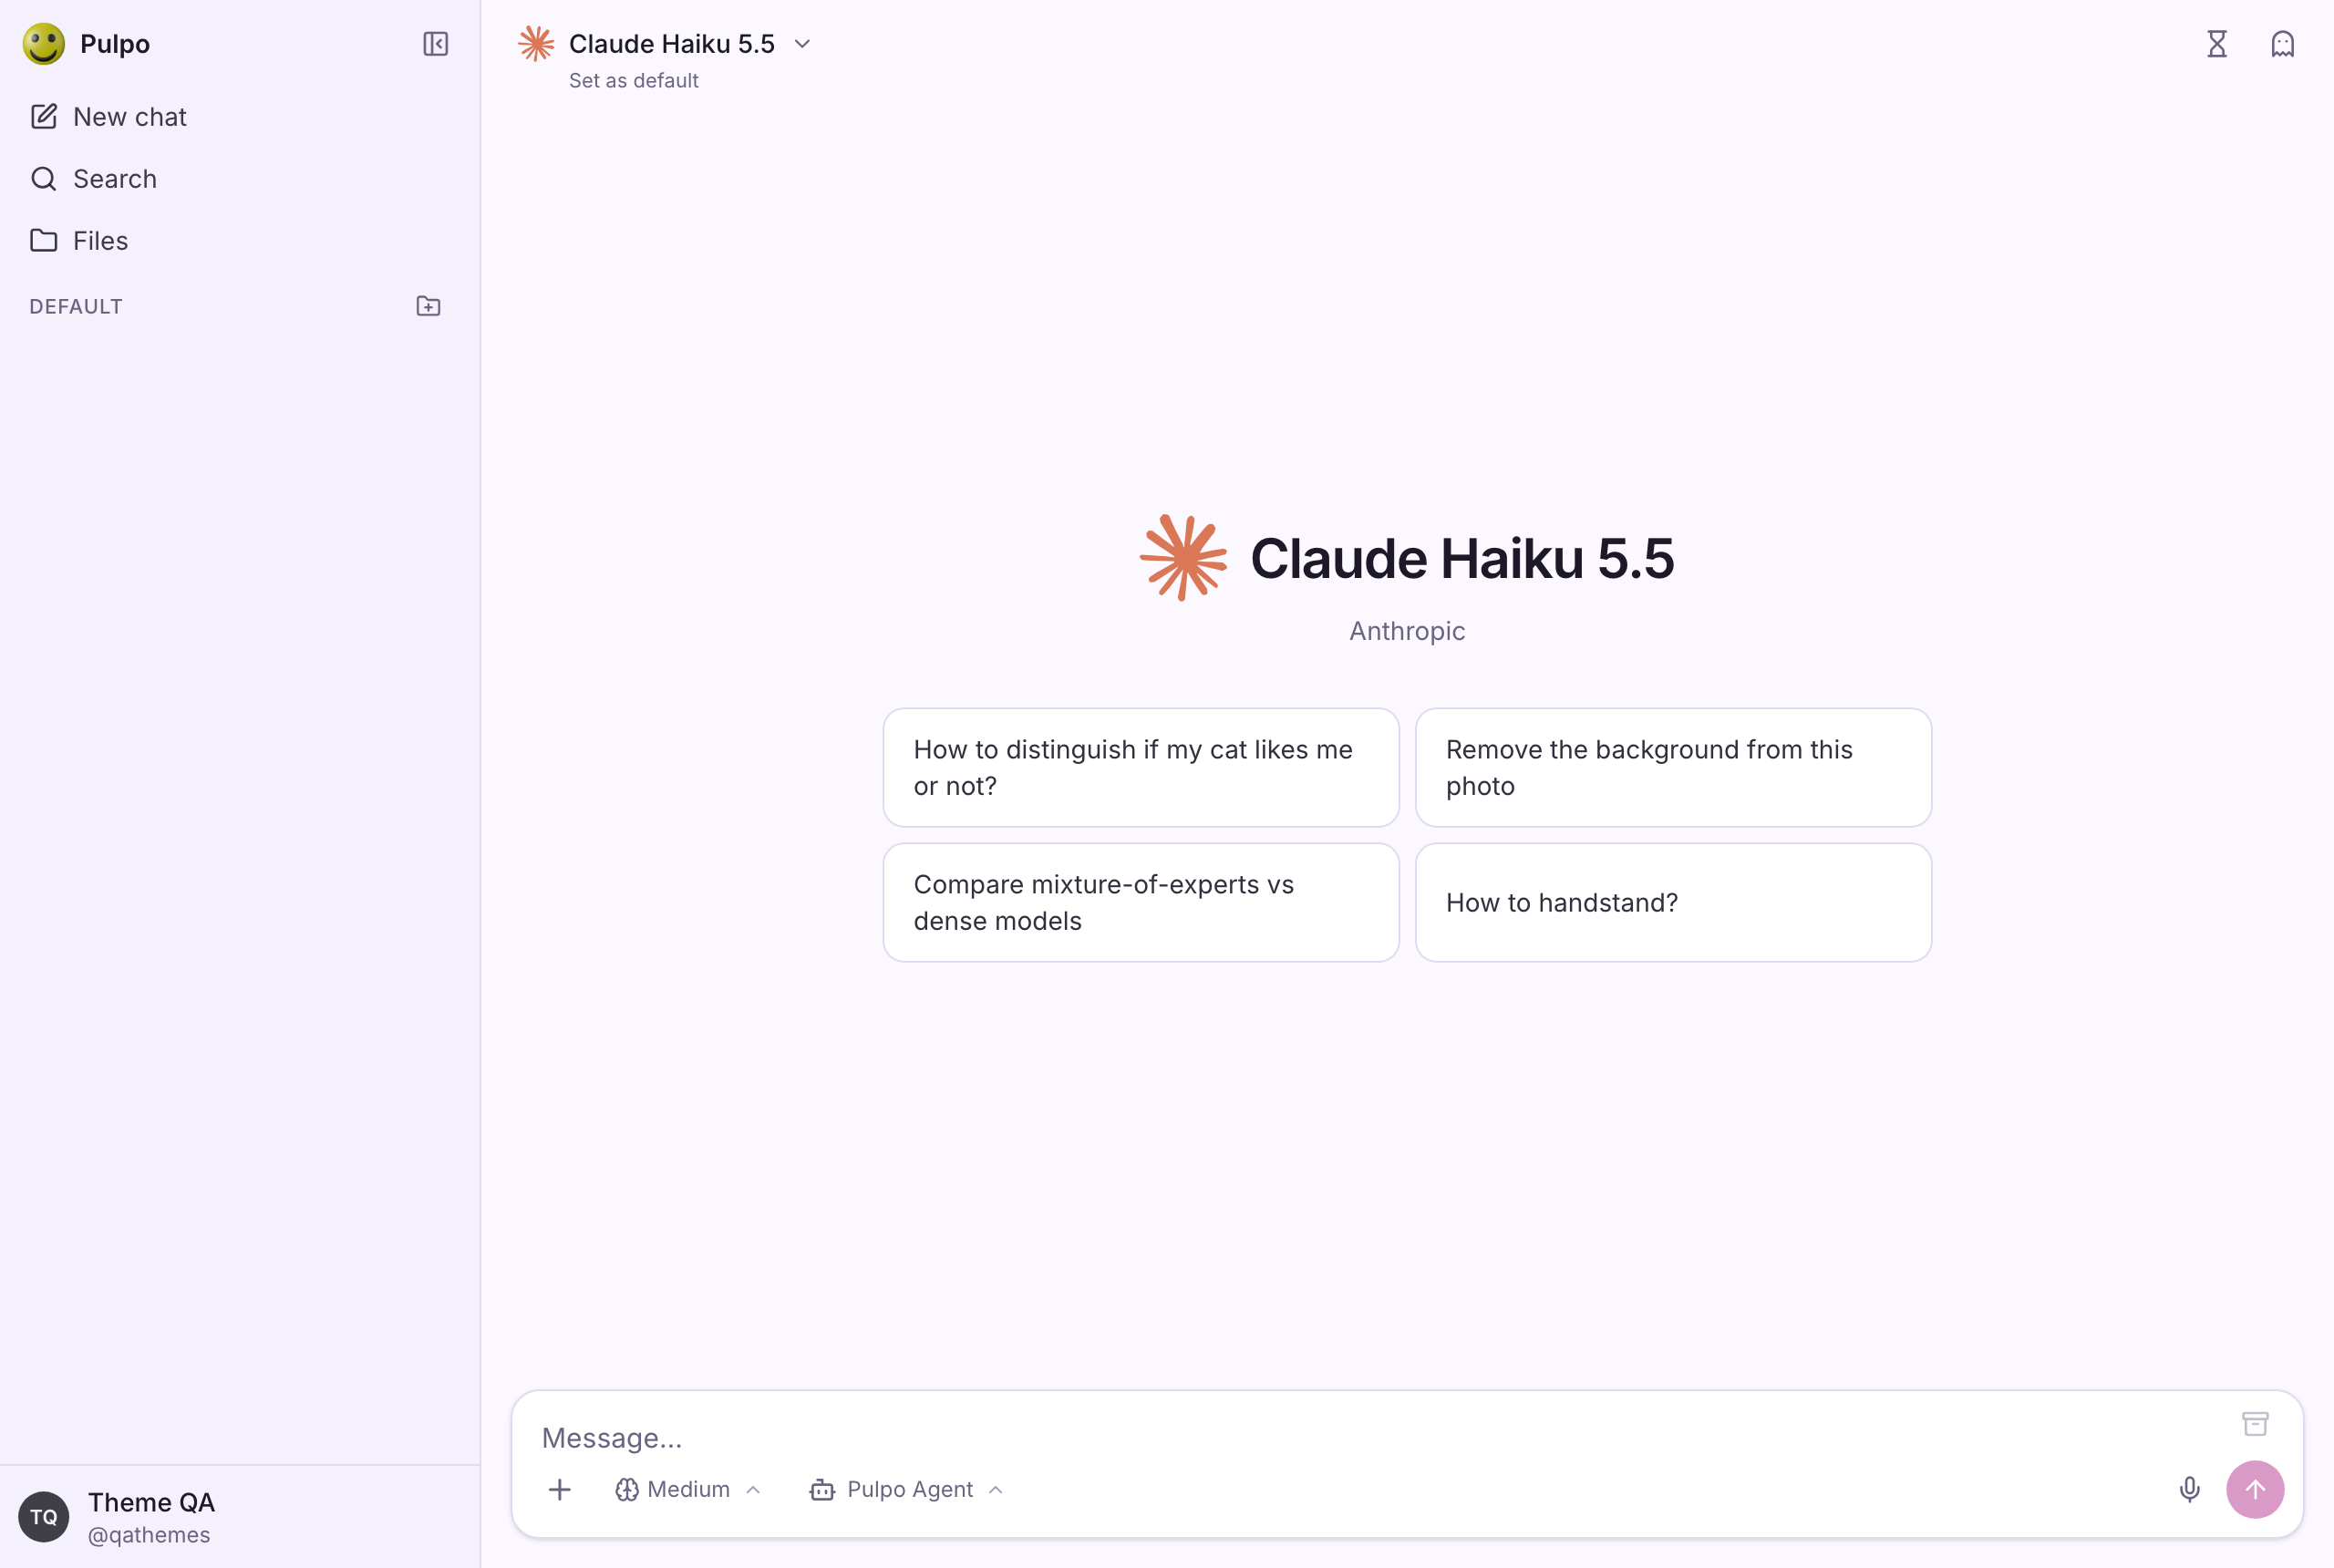 Pulpo
New chat
Search
Files
DEFAULT
TQ
Theme QA
@qathemes
Claude Haiku 5.5
Set as default
Claude Haiku 5.5
Anthropic
How to distinguish if my cat likes me
or not?
Remove the background from this
photo
Compare mixture-of-experts vs
dense models
How to handstand?
Message...
Medium
Pulpo Agent